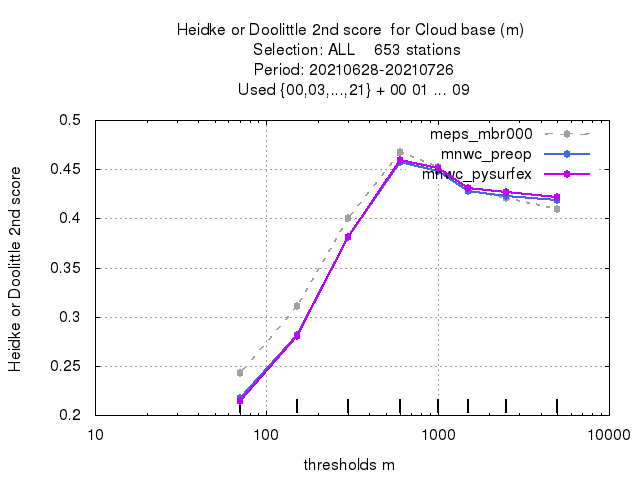 Heidke or Doolittle 2nd score  for Cloud base (m)
Selection: ALL    653 stations
Period: 20210628-20210726
Used {00,03,...,21} + 00 01 ... 09
Heidke or Doolittle 2nd score
0.5
0.45
0.4
0.35
0.3
0.25
0.2
meps_mbr000
mnwc_preop
mnwc_pysurfex
10
100
1000
10000
thresholds m